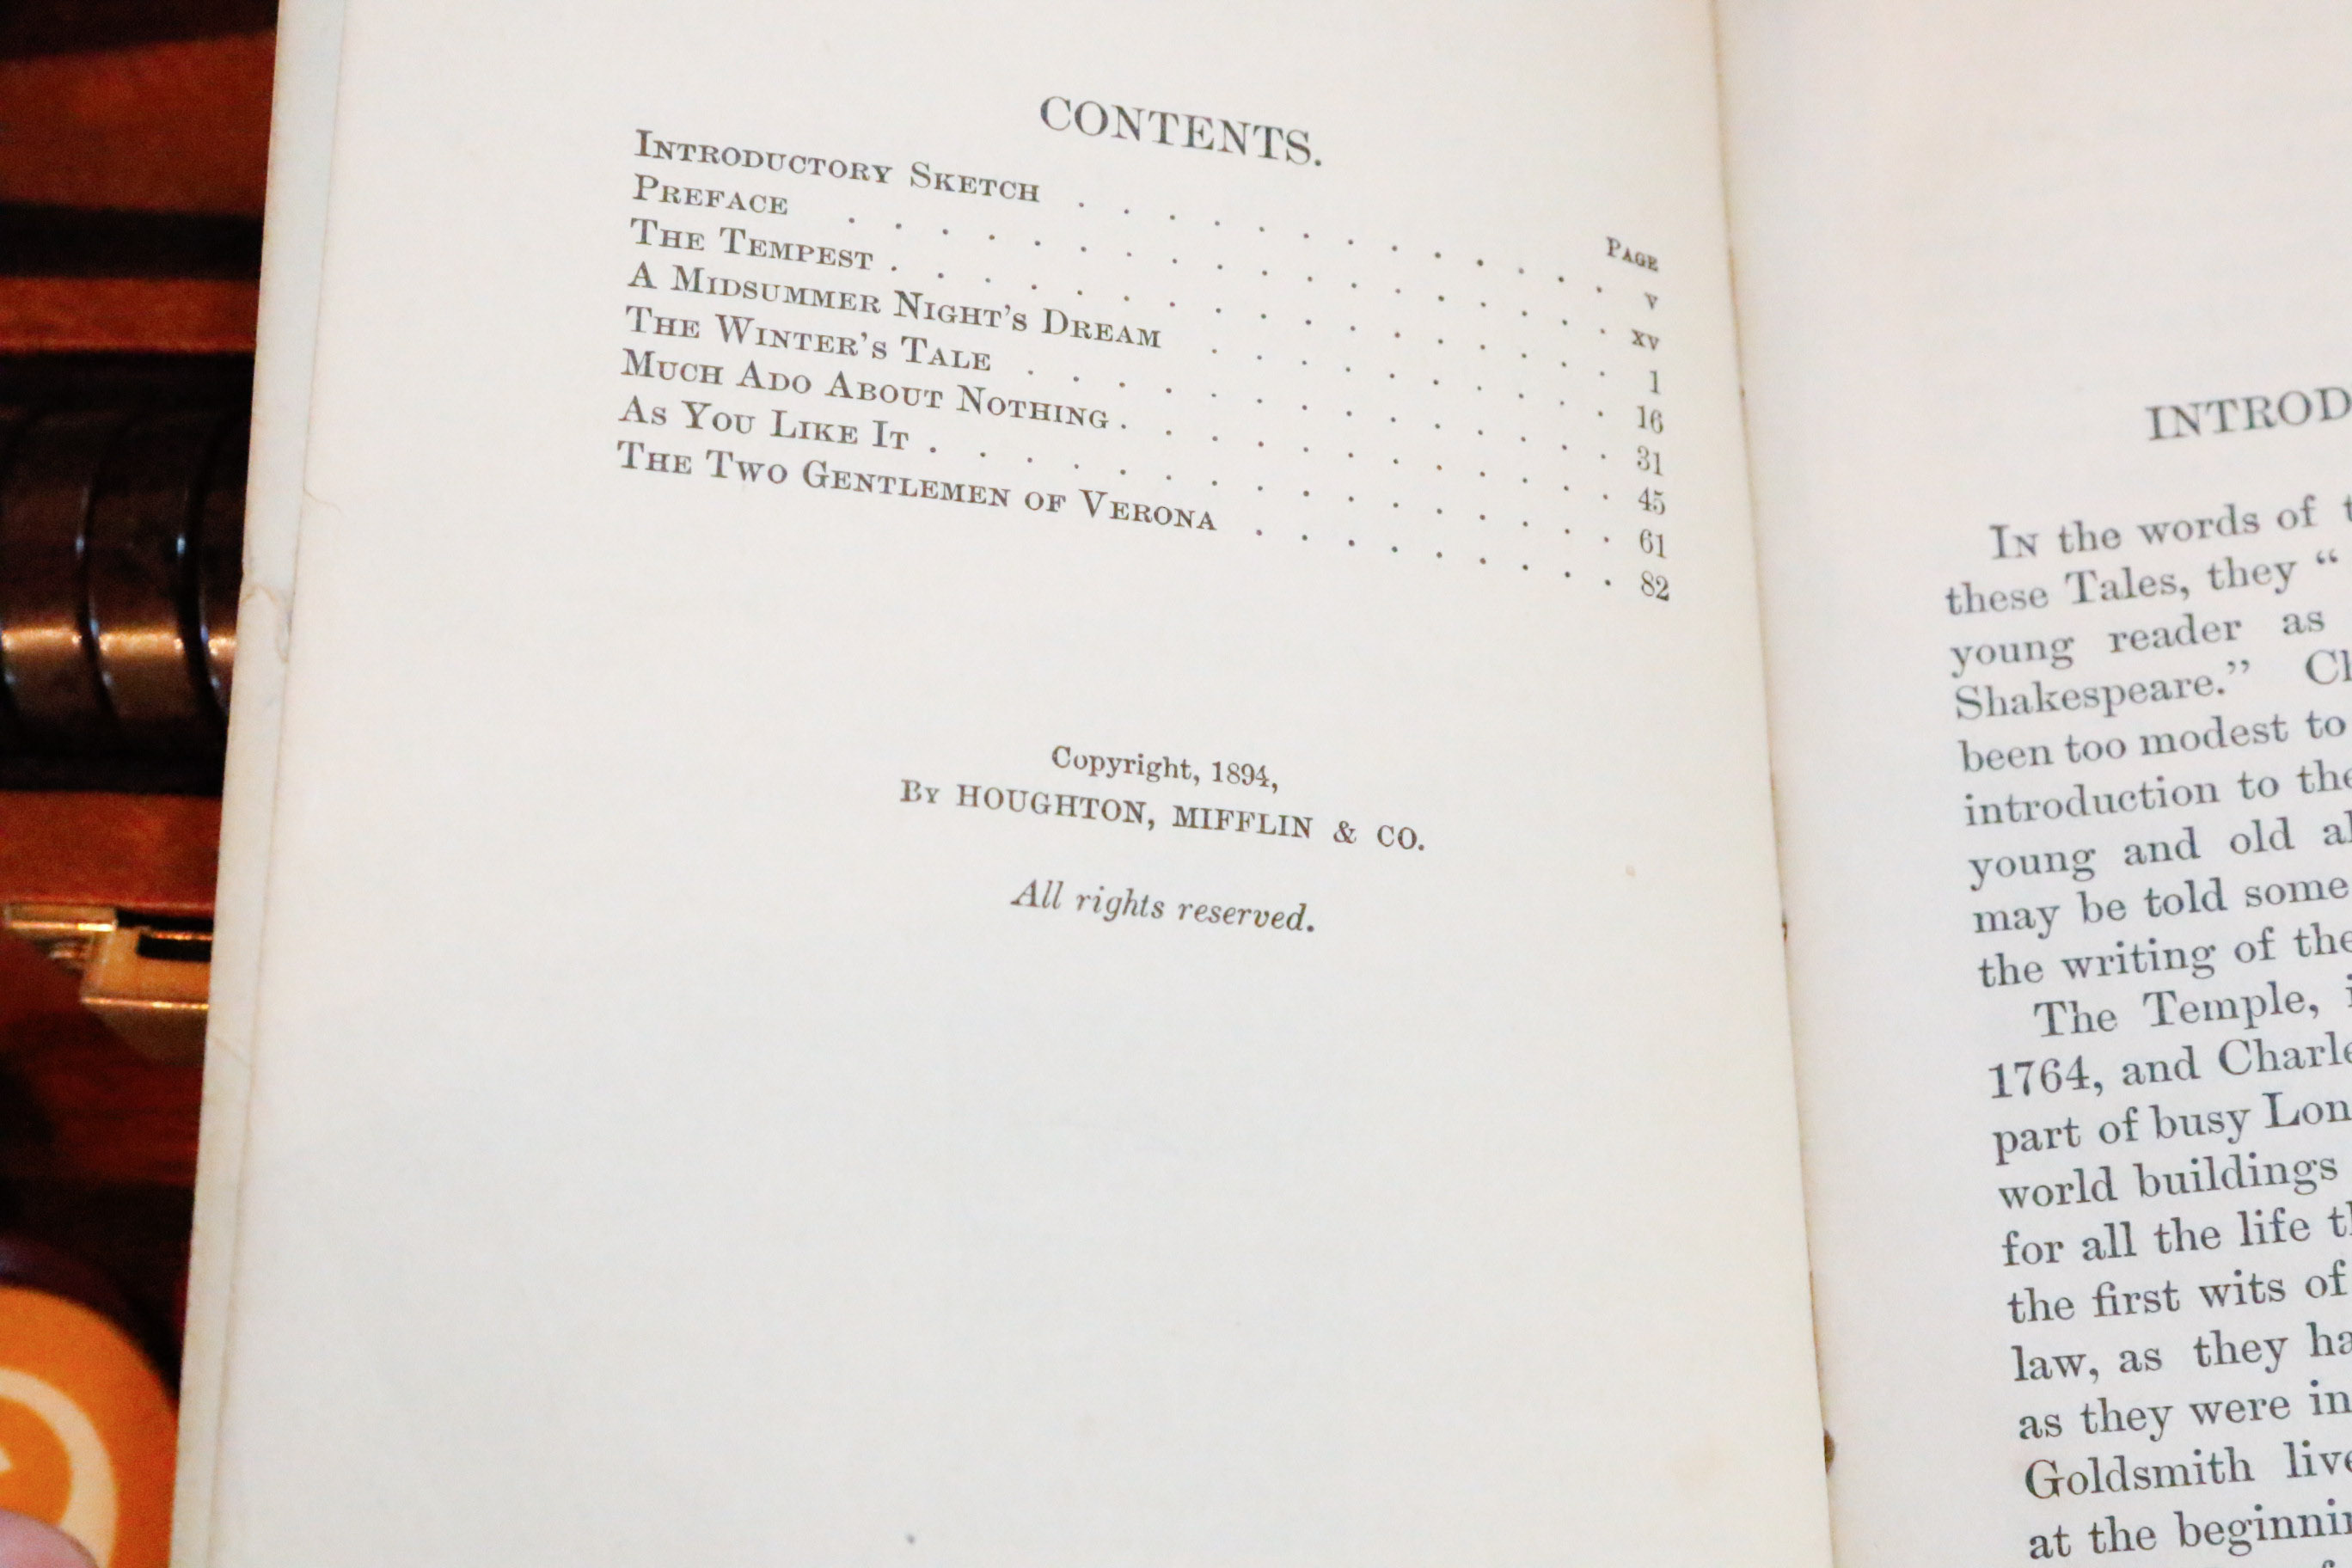 CONTENTS.
PAGE
INTRODUCTORY SKETCH . . . . . . . . . . . . . v
PREFACE . . . . . . . . . . . . . . . . . . xv
THE TEMPEST . . . . . . . . . . . . . . . . . 1
A MIDSUMMER NIGHT'S DREAM . . . . . . . . . . 16
THE WINTER'S TALE . . . . . . . . . . . . . . 31
MUCH ADO ABOUT NOTHING . . . . . . . . . . . . 45
AS YOU LIKE IT . . . . . . . . . . . . . . . . 61
THE TWO GENTLEMEN OF VERONA . . . . . . . . . 82
Copyright, 1894,
BY HOUGHTON, MIFFLIN & CO.
All rights reserved.
INTROD
IN the words of t
these Tales, they “
young reader as
Shakespeare.” Cl
been too modest to
introduction to the
young and old al
may be told some
the writing of the
The Temple, i
1764, and Charle
part of busy Lon
world buildings
for all the life th
the first wits of
law, as they ha
as they were in
Goldsmith live
at the beginnin